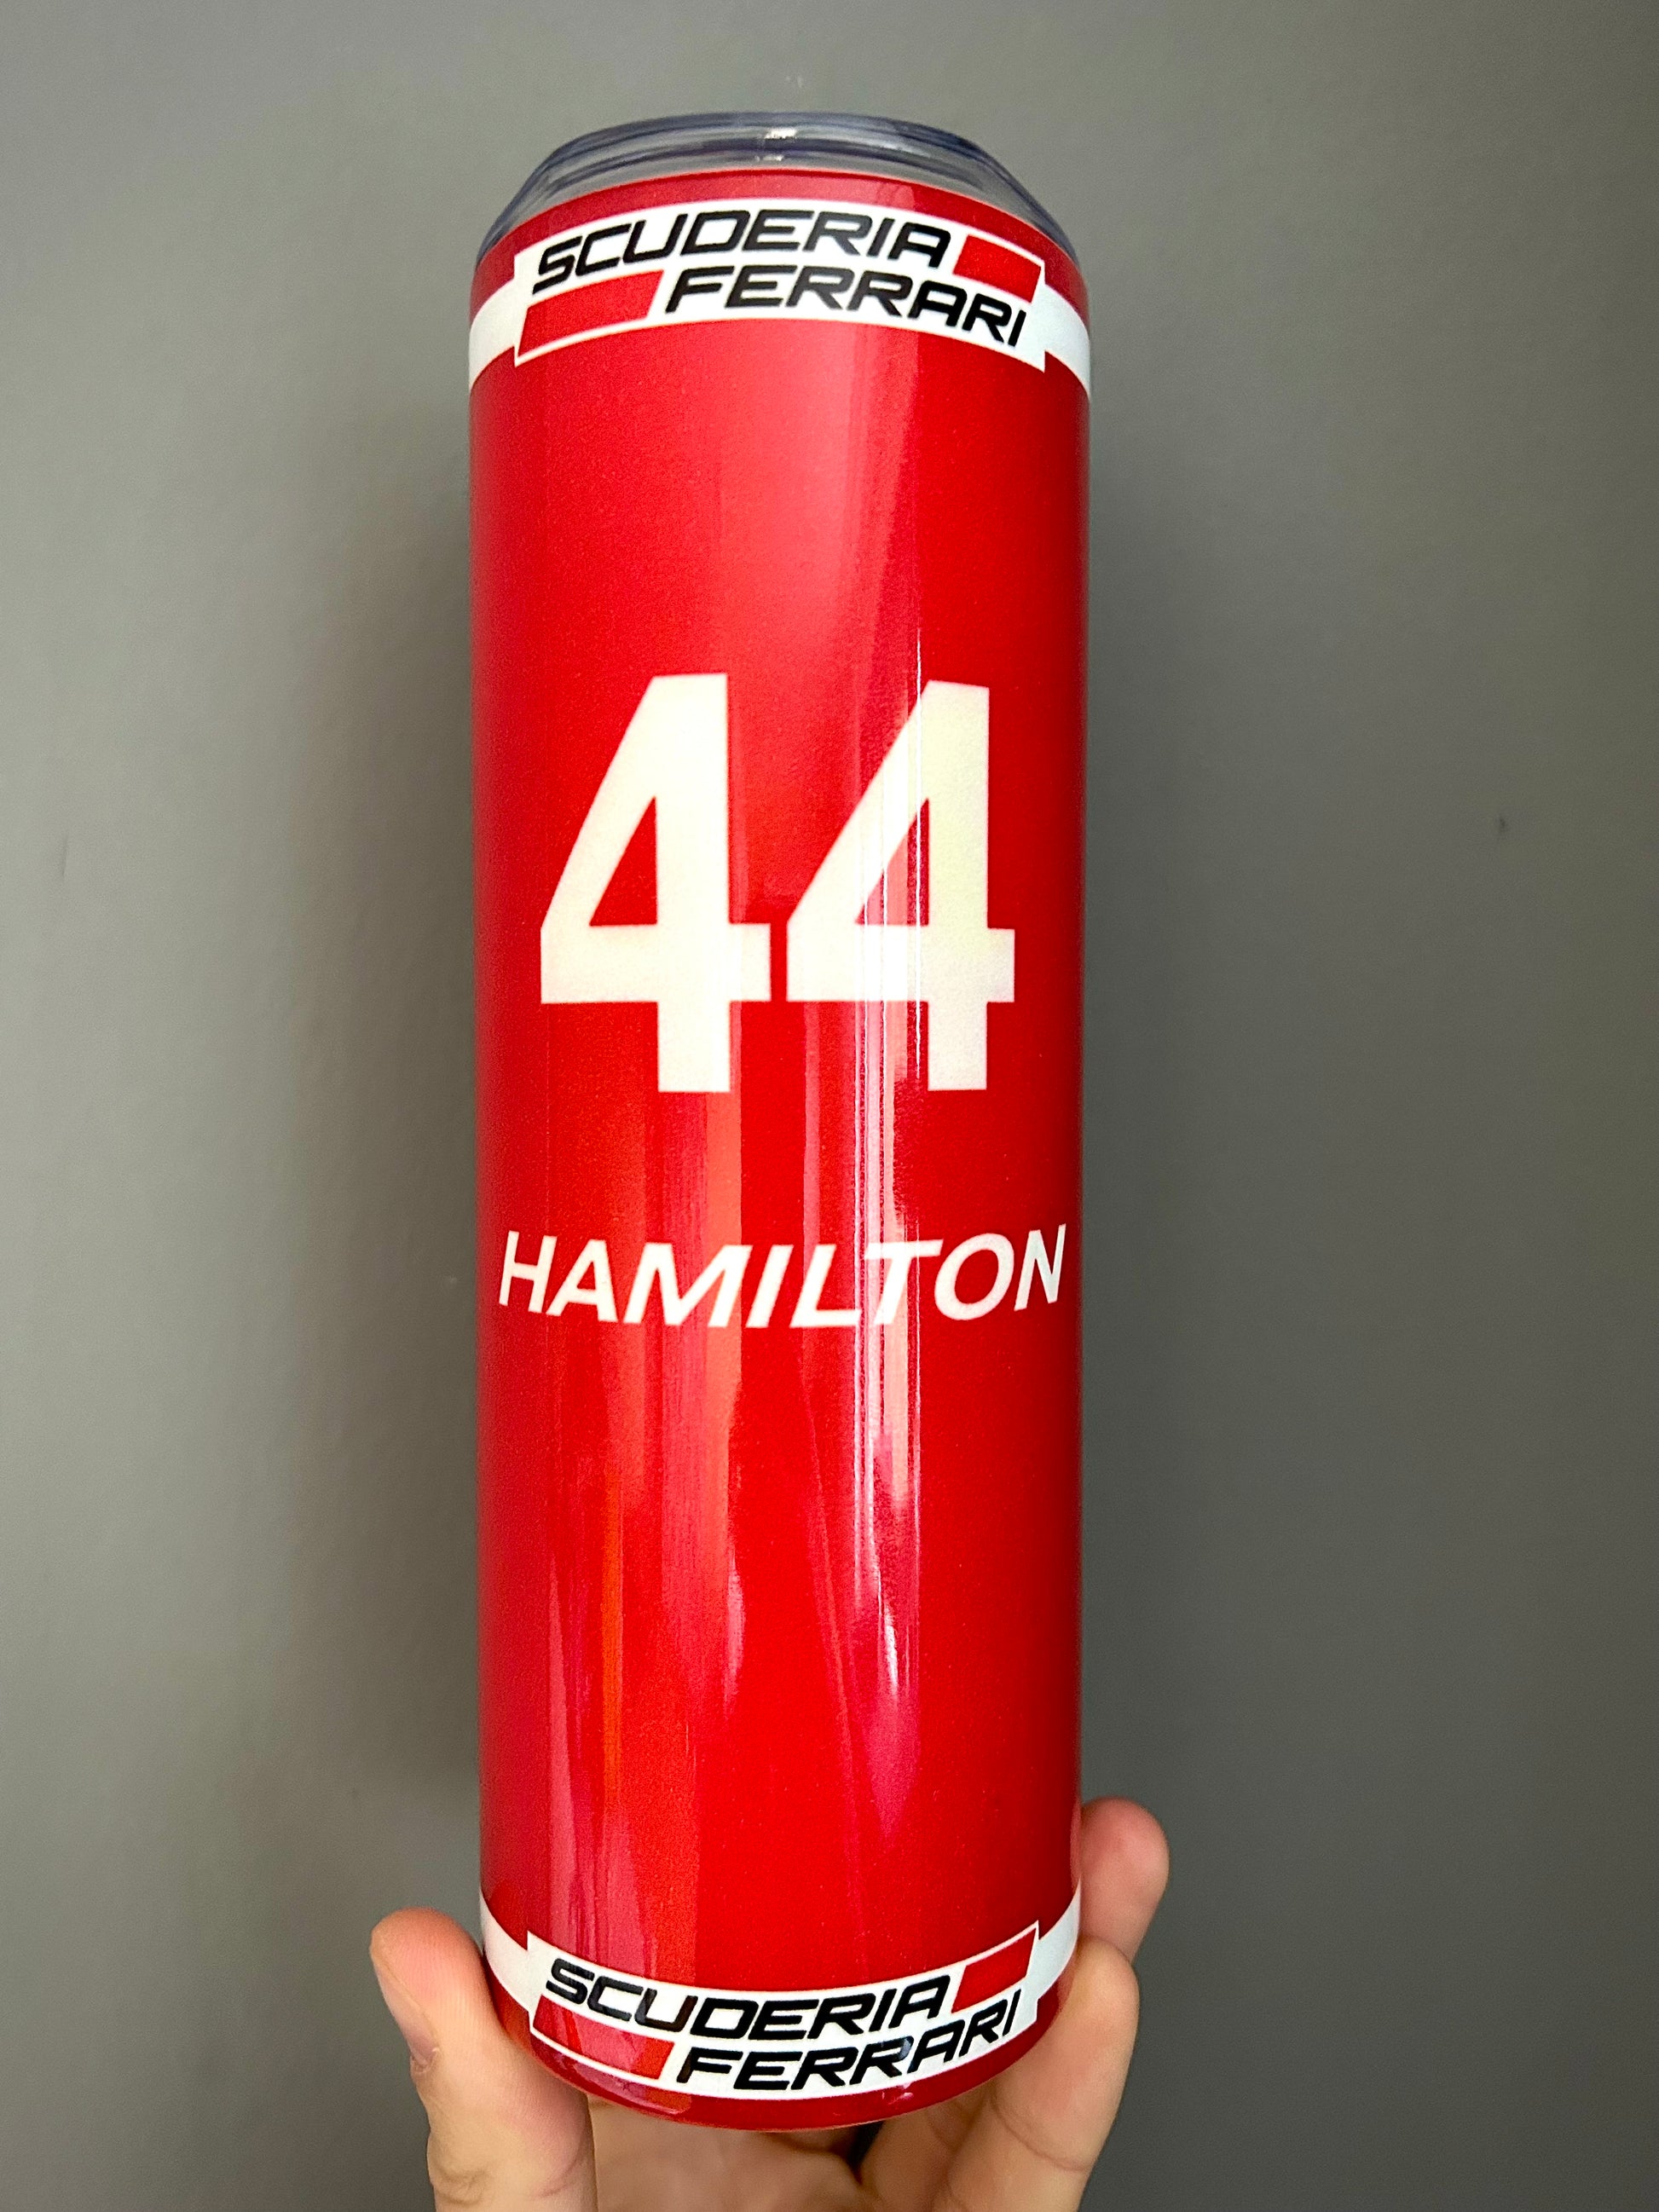 SCUDERIA
FERRARI
44
HAMILTON
SCUDERIA
FERRARI